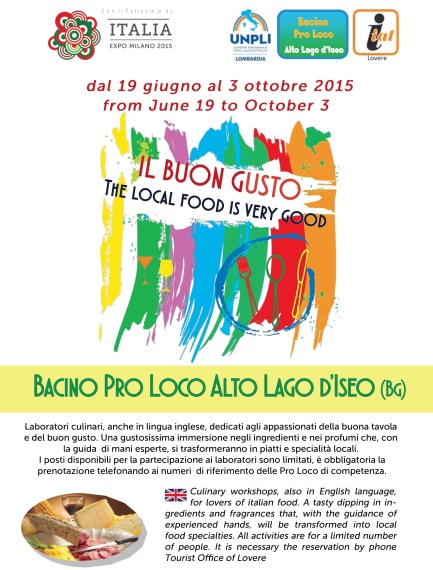 Con il Patrocinio di
ITALIA
EXPO MILANO 2015
UNPLI
UNIONE NAZIONALE
PRO LOCO D'ITALIA
LOMBARDIA
Bacino
Pro Loco
Alto Lago d'Iseo
iat
Lovere
dal 19 giugno al 3 ottobre 2015
from June 19 to October 3
IL BUON GUSTO
THE LOCAL FOOD IS VERY GOOD
BACINO PRO LOCO ALTO LAGO D'ISEO (BG)
Laboratori culinari, anche in lingua inglese, dedicati agli appassionati della buona tavola
e del buon gusto. Una gustosissima immersione negli ingredienti e nei profumi che, con
la guida di mani esperte, si trasformeranno in piatti e specialità locali.
I posti disponibili per la partecipazione ai laboratori sono limitati, è obbligatoria la
prenotazione telefonando ai numeri di riferimento delle Pro Loco di competenza.
Culinary workshops, also in English language,
for lovers of italian food. A tasty dipping in in-
gredients and fragrances that, with the guidance of
experienced hands, will be transformed into local
food specialties. All activities are for a limited number
of people. It is necessary the reservation by phone
Tourist Office of Lovere